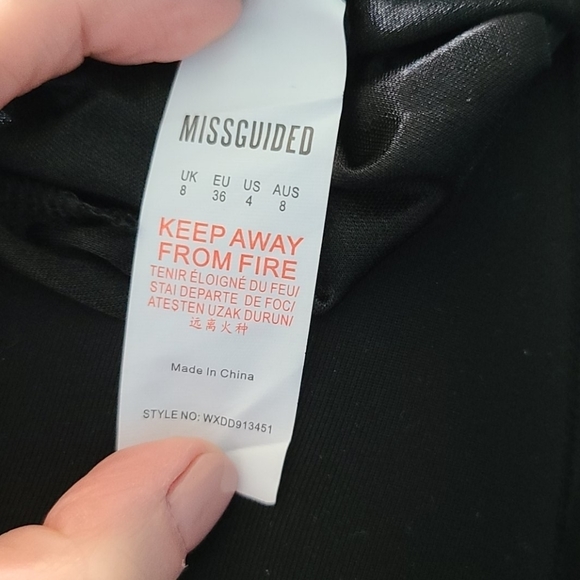 MISSGUIDED
UK EU US AUS
8 36 4 8
KEEP AWAY
FROM FIRE
TENIR ÉLOIGNÉ DU FEU/
STAI DEPARTE DE FOC/
ATEŞTEN UZAK DURUN/
远离火种
Made In China
STYLE NO: WXDD913451